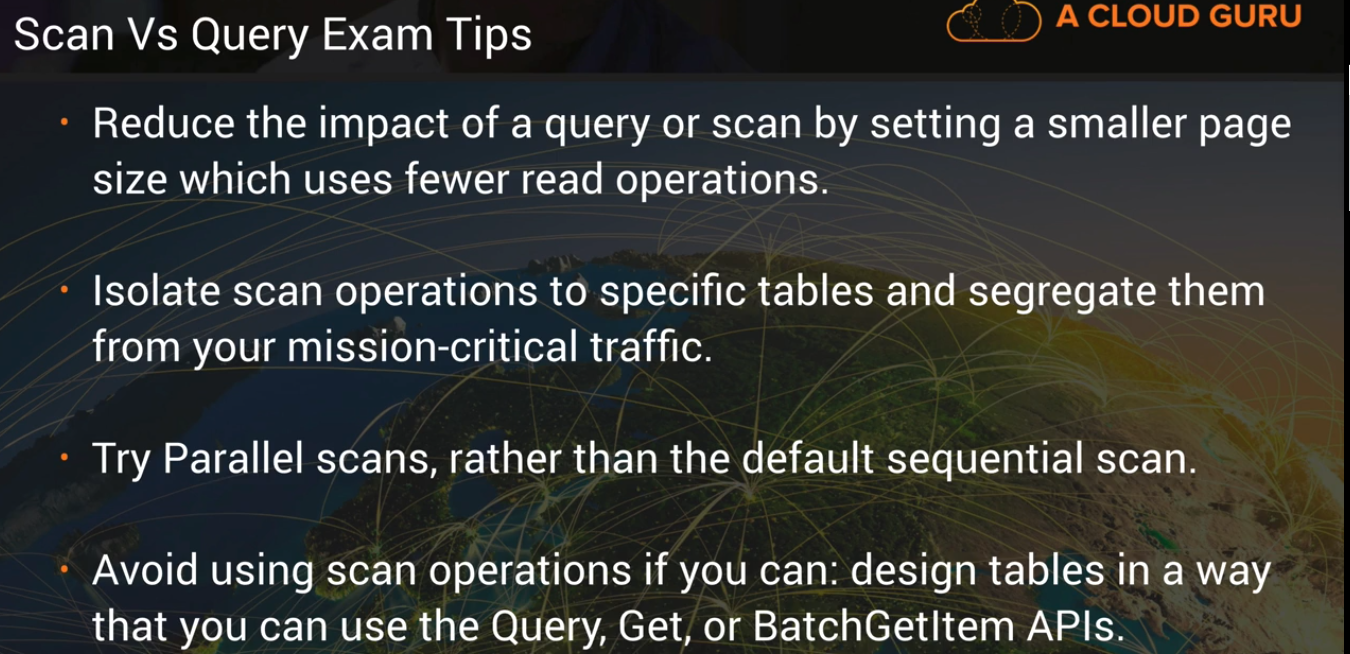 Scan Vs Query Exam Tips
A CLOUD GURU
• Reduce the impact of a query or scan by setting a smaller page
size which uses fewer read operations.
• Isolate scan operations to specific tables and segregate them
from your mission-critical traffic.
• Try Parallel scans, rather than the default sequential scan.
• Avoid using scan operations if you can: design tables in a way
that you can use the Query, Get, or BatchGetItem APIs.